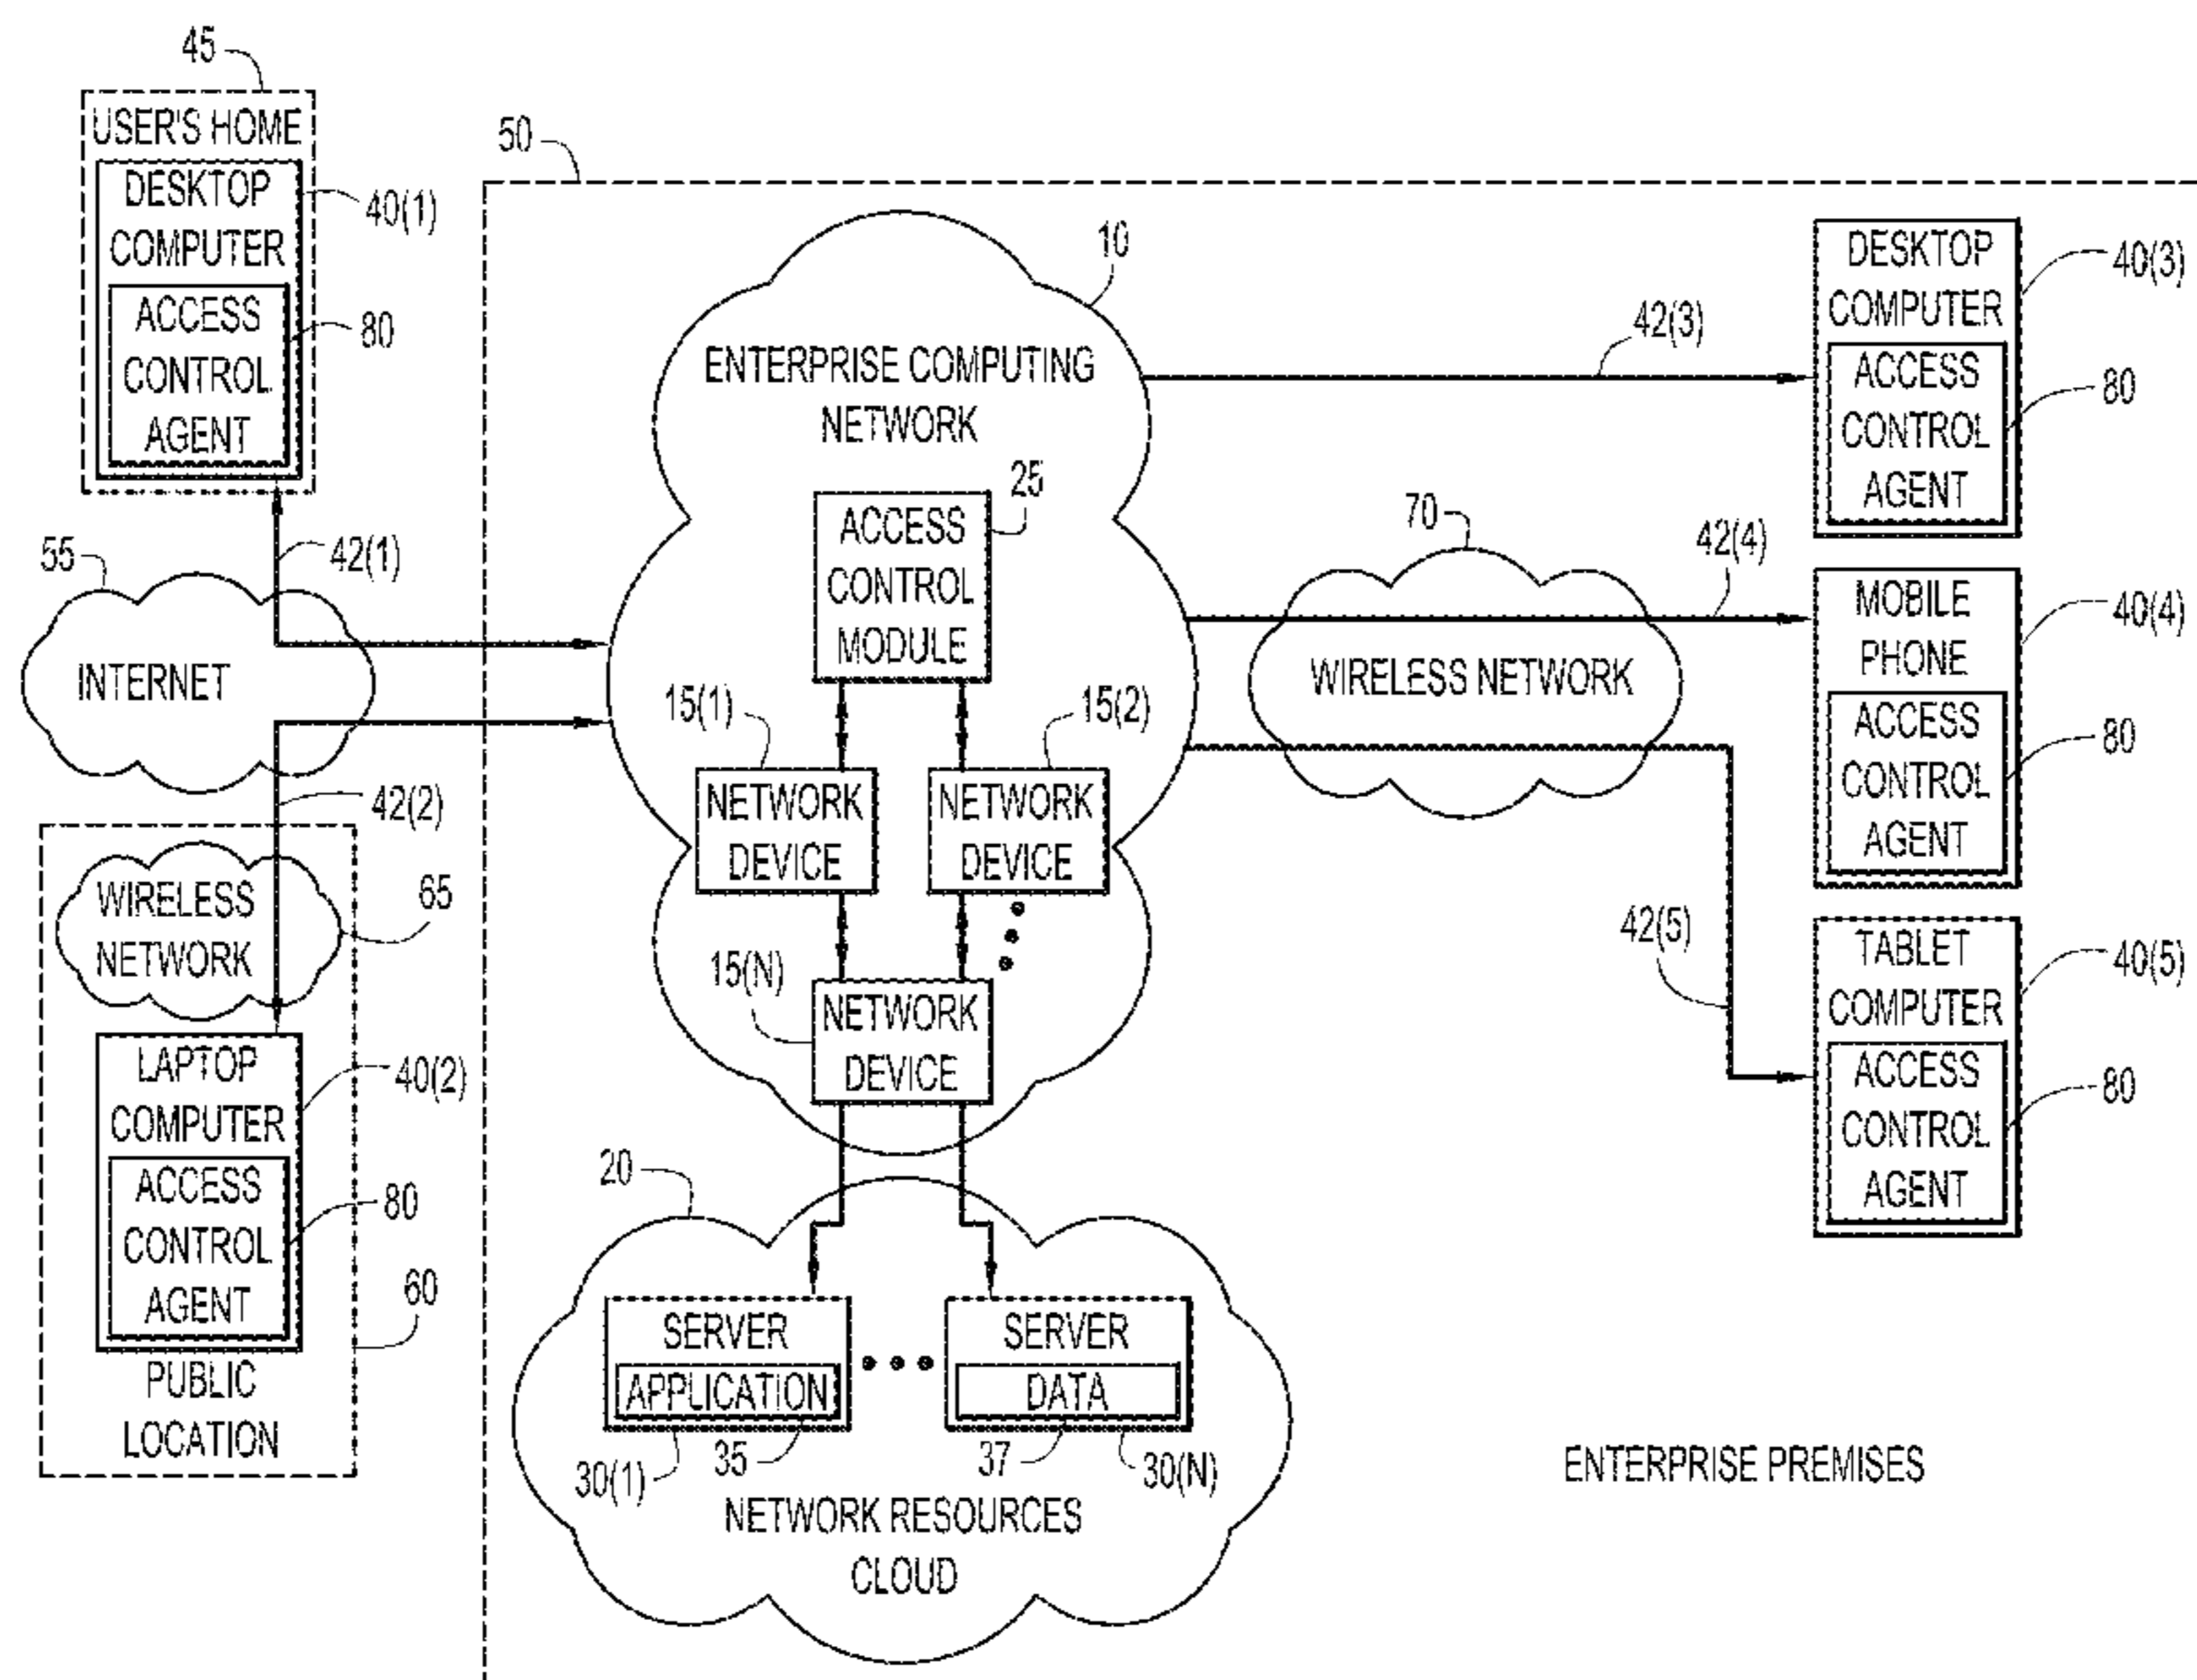 45
USER'S HOME
DESKTOP
COMPUTER
40(1)
ACCESS
CONTROL
AGENT
80
42(1)
55
INTERNET
42(2)
WIRELESS
NETWORK
65
LAPTOP
COMPUTER
40(2)
ACCESS
CONTROL
AGENT
80
60
PUBLIC
LOCATION
50
10
ENTERPRISE COMPUTING
NETWORK
25
ACCESS
CONTROL
MODULE
15(1)
15(2)
NETWORK
DEVICE
NETWORK
DEVICE
15(N)
NETWORK
DEVICE
20
SERVER
APPLICATION
SERVER
DATA
30(1)
35
37
30(N)
NETWORK RESOURCES
CLOUD
42(3)
70
42(4)
WIRELESS NETWORK
42(5)
DESKTOP
COMPUTER
40(3)
ACCESS
CONTROL
AGENT
80
MOBILE
PHONE
40(4)
ACCESS
CONTROL
AGENT
80
TABLET
COMPUTER
40(5)
ACCESS
CONTROL
AGENT
80
ENTERPRISE PREMISES